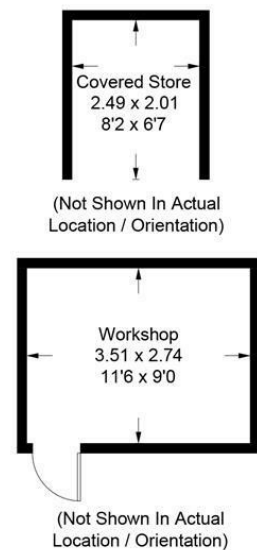 Covered Store
2.49 x 2.01
8'2 x 6'7
(Not Shown In Actual
Location / Orientation)
Workshop
3.51 x 2.74
11'6 x 9'0
(Not Shown In Actual
Location / Orientation)